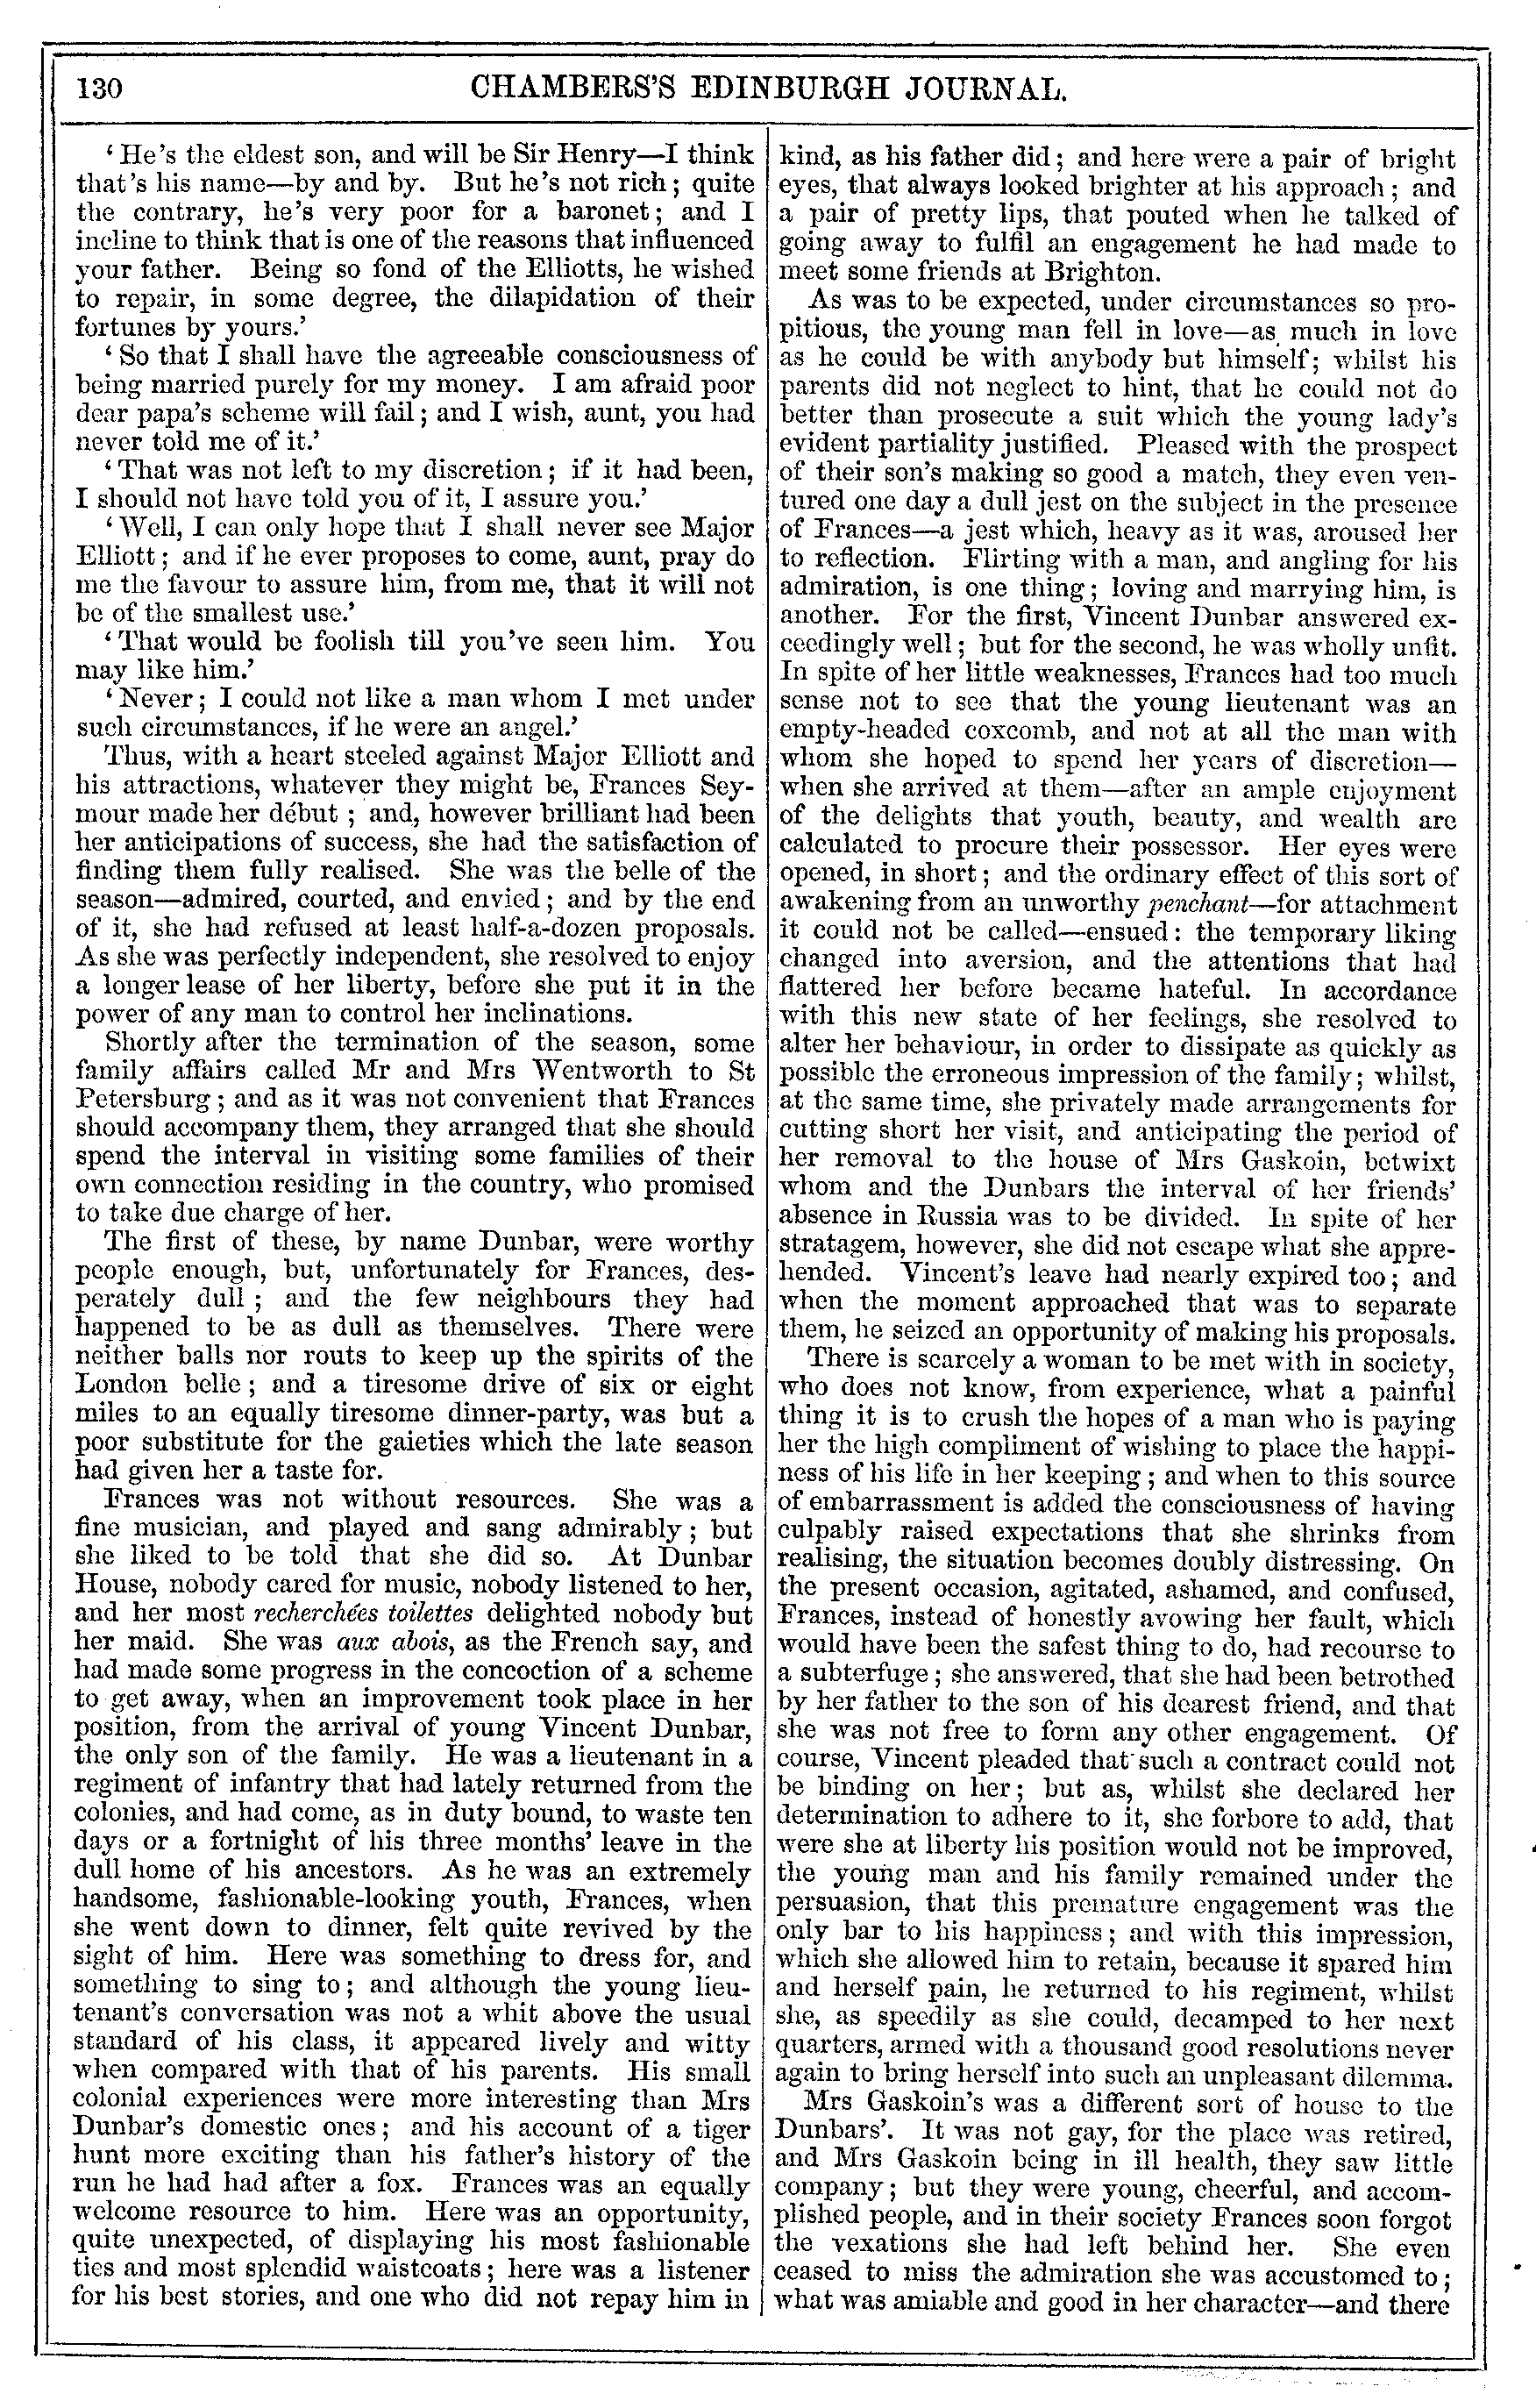 130
CHAMBERS'S EDINBURGH JOURNAL.
‘He's the eldest son, and will be Sir Henry—I think
that's his name—by and by. But he's not rich; quite
the contrary, he's very poor for a baronet; and I
incline to think that is one of the reasons that influenced
your father. Being so fond of the Elliotts, he wished
to repair, in some degree, the dilapidation of their
fortunes by yours.’
‘So that I shall have the agreeable consciousness of
being married purely for my money. I am afraid poor
dear papa's scheme will fail; and I wish, aunt, you had
never told me of it.’
‘That was not left to my discretion; if it had been,
I should not have told you of it, I assure you.’
‘Well, I can only hope that I shall never see Major
Elliott; and if he ever proposes to come, aunt, pray do
me the favour to assure him, from me, that it will not
be of the smallest use.’
‘That would be foolish till you've seen him. You
may like him.’
‘Never; I could not like a man whom I met under
such circumstances, if he were an angel.’
Thus, with a heart steeled against Major Elliott and
his attractions, whatever they might be, Frances Sey-
mour made her début; and, however brilliant had been
her anticipations of success, she had the satisfaction of
finding them fully realised. She was the belle of the
season—admired, courted, and envied; and by the end
of it, she had refused at least half-a-dozen proposals.
As she was perfectly independent, she resolved to enjoy
a longer lease of her liberty, before she put it in the
power of any man to control her inclinations.
Shortly after the termination of the season, some
family affairs called Mr and Mrs Wentworth to St
Petersburg; and as it was not convenient that Frances
should accompany them, they arranged that she should
spend the interval in visiting some families of their
own connection residing in the country, who promised
to take due charge of her.
The first of these, by name Dunbar, were worthy
people enough, but, unfortunately for Frances, des-
perately dull; and the few neighbours they had
happened to be as dull as themselves. There were
neither balls nor routs to keep up the spirits of the
London belle; and a tiresome drive of six or eight
miles to an equally tiresome dinner-party, was but a
poor substitute for the gaieties which the late season
had given her a taste for.
Frances was not without resources. She was a
fine musician, and played and sang admirably; but
she liked to be told that she did so. At Dunbar
House, nobody cared for music, nobody listened to her,
and her most recherchées toilettes delighted nobody but
her maid. She was aux abois, as the French say, and
had made some progress in the concoction of a scheme
to get away, when an improvement took place in her
position, from the arrival of young Vincent Dunbar,
the only son of the family. He was a lieutenant in a
regiment of infantry that had lately returned from the
colonies, and had come, as in duty bound, to waste ten
days or a fortnight of his three months' leave in the
dull home of his ancestors. As he was an extremely
handsome, fashionable-looking youth, Frances, when
she went down to dinner, felt quite revived by the
sight of him. Here was something to dress for, and
something to sing to; and although the young lieu-
tenant's conversation was not a whit above the usual
standard of his class, it appeared lively and witty
when compared with that of his parents. His small
colonial experiences were more interesting than Mrs
Dunbar's domestic ones; and his account of a tiger
hunt more exciting than his father's history of the
run he had had after a fox. Frances was an equally
welcome resource to him. Here was an opportunity,
quite unexpected, of displaying his most fashionable
ties and most splendid waistcoats; here was a listener
for his best stories, and one who did not repay him in
kind, as his father did; and here were a pair of bright
eyes, that always looked brighter at his approach; and
a pair of pretty lips, that pouted when he talked of
going away to fulfil an engagement he had made to
meet some friends at Brighton.
As was to be expected, under circumstances so pro-
pitious, the young man fell in love—as much in love
as he could be with anybody but himself; whilst his
parents did not neglect to hint, that he could not do
better than prosecute a suit which the young lady's
evident partiality justified. Pleased with the prospect
of their son's making so good a match, they even ven-
tured one day a dull jest on the subject in the presence
of Frances—a jest which, heavy as it was, aroused her
to reflection. Flirting with a man, and angling for his
admiration, is one thing; loving and marrying him, is
another. For the first, Vincent Dunbar answered ex-
ceedingly well; but for the second, he was wholly unfit.
In spite of her little weaknesses, Frances had too much
sense not to see that the young lieutenant was an
empty-headed coxcomb, and not at all the man with
whom she hoped to spend her years of discretion—
when she arrived at them—after an ample enjoyment
of the delights that youth, beauty, and wealth are
calculated to procure their possessor. Her eyes were
opened, in short; and the ordinary effect of this sort of
awakening from an unworthy penchant—for attachment
it could not be called—ensued: the temporary liking
changed into aversion, and the attentions that had
flattered her before became hateful. In accordance
with this new state of her feelings, she resolved to
alter her behaviour, in order to dissipate as quickly as
possible the erroneous impression of the family; whilst,
at the same time, she privately made arrangements for
cutting short her visit, and anticipating the period of
her removal to the house of Mrs Gaskoin, betwixt
whom and the Dunbars the interval of her friends'
absence in Russia was to be divided. In spite of her
stratagem, however, she did not escape what she appre-
hended. Vincent's leave had nearly expired too; and
when the moment approached that was to separate
them, he seized an opportunity of making his proposals.
There is scarcely a woman to be met with in society,
who does not know, from experience, what a painful
thing it is to crush the hopes of a man who is paying
her the high compliment of wishing to place the happi-
ness of his life in her keeping; and when to this source
of embarrassment is added the consciousness of having
culpably raised expectations that she shrinks from
realising, the situation becomes doubly distressing. On
the present occasion, agitated, ashamed, and confused,
Frances, instead of honestly avowing her fault, which
would have been the safest thing to do, had recourse to
a subterfuge; she answered, that she had been betrothed
by her father to the son of his dearest friend, and that
she was not free to form any other engagement. Of
course, Vincent pleaded that such a contract could not
be binding on her; but as, whilst she declared her
determination to adhere to it, she forbore to add, that
were she at liberty his position would not be improved,
the young man and his family remained under the
persuasion, that this premature engagement was the
only bar to his happiness; and with this impression,
which she allowed him to retain, because it spared him
and herself pain, he returned to his regiment, whilst
she, as speedily as she could, decamped to her next
quarters, armed with a thousand good resolutions never
again to bring herself into such an unpleasant dilemma.
Mrs Gaskoin's was a different sort of house to the
Dunbars'. It was not gay, for the place was retired,
and Mrs Gaskoin being in ill health, they saw little
company; but they were young, cheerful, and accom-
plished people, and in their society Frances soon forgot
the vexations she had left behind her. She even
ceased to miss the admiration she was accustomed to;
what was amiable and good in her character—and there